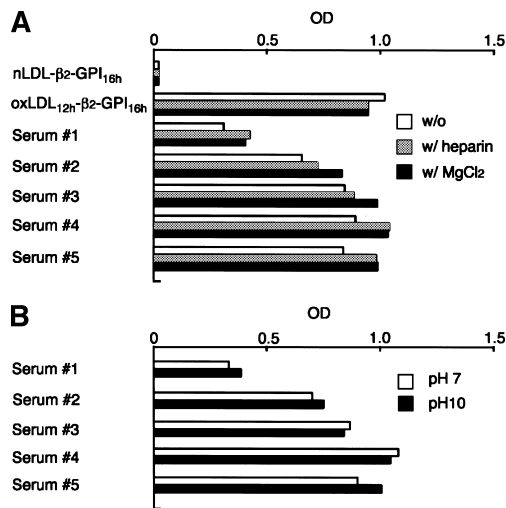 A
OD
0 0.5 1.0 1.5
nLDL-β2-GPI16h
oxLDL12h-β2-GPI16h
Serum #1
Serum #2
Serum #3
Serum #4
Serum #5
w/o
w/ heparin
w/ MgCl2
B
OD
0 0.5 1.0 1.5
Serum #1
Serum #2
Serum #3
Serum #4
Serum #5
pH 7
pH10